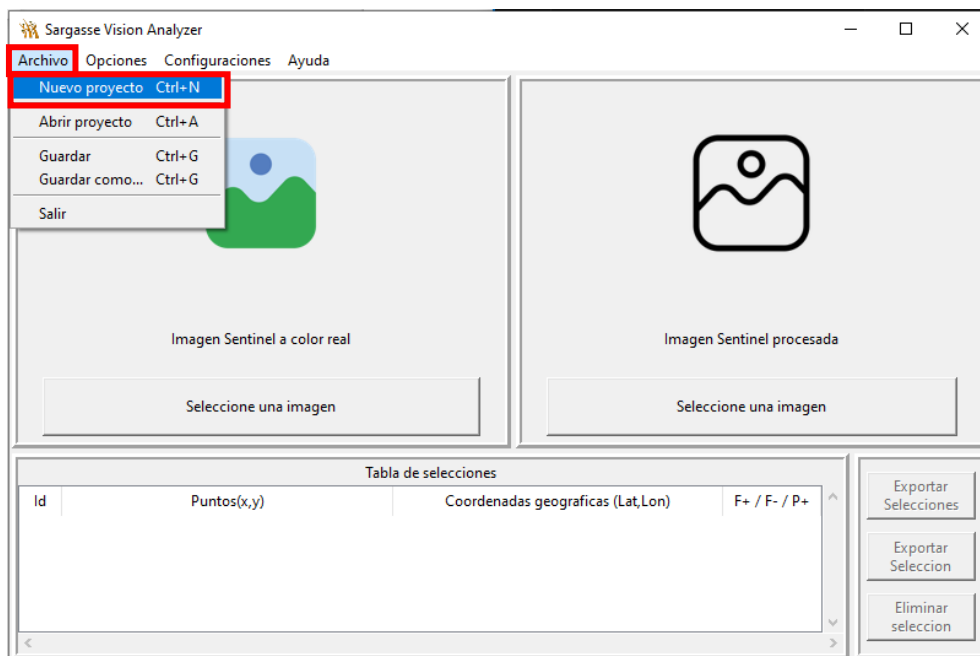 Sargasse Vision Analyzer
Archivo Opciones Configuraciones Ayuda
Nuevo proyecto Ctrl+N
Abrir proyecto Ctrl+A
Guardar Ctrl+G
Guardar como... Ctrl+G
Salir
Imagen Sentinel a color real
Seleccione una imagen
Imagen Sentinel procesada
Seleccione una imagen
Tabla de selecciones
Id Puntos(x,y) Coordenadas geograficas (Lat,Lon) F+ / F- / P+
Exportar
Selecciones
Exportar
Seleccion
Eliminar
seleccion